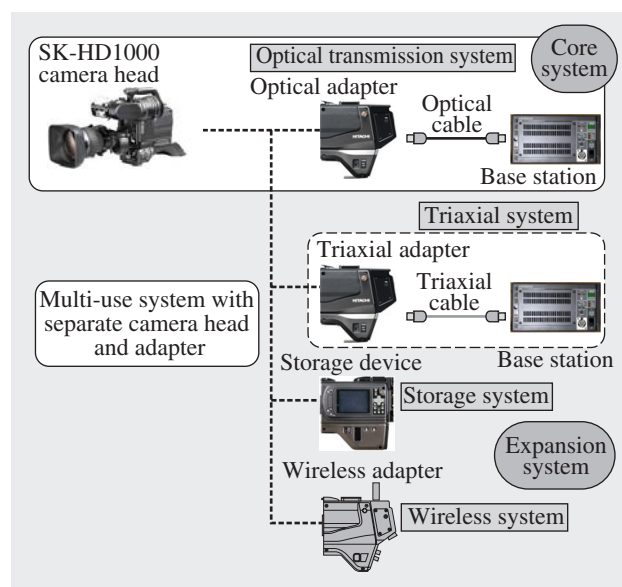 SK-HD1000
camera head
Optical transmission system
Core
system
Optical adapter
Optical
cable
HITACHI
Base station
Triaxial system
Triaxial adapter
Triaxial
cable
HITACHI
Base station
Multi-use system with
separate camera head
and adapter
Storage device
Storage system
Expansion
system
Wireless adapter
Wireless system